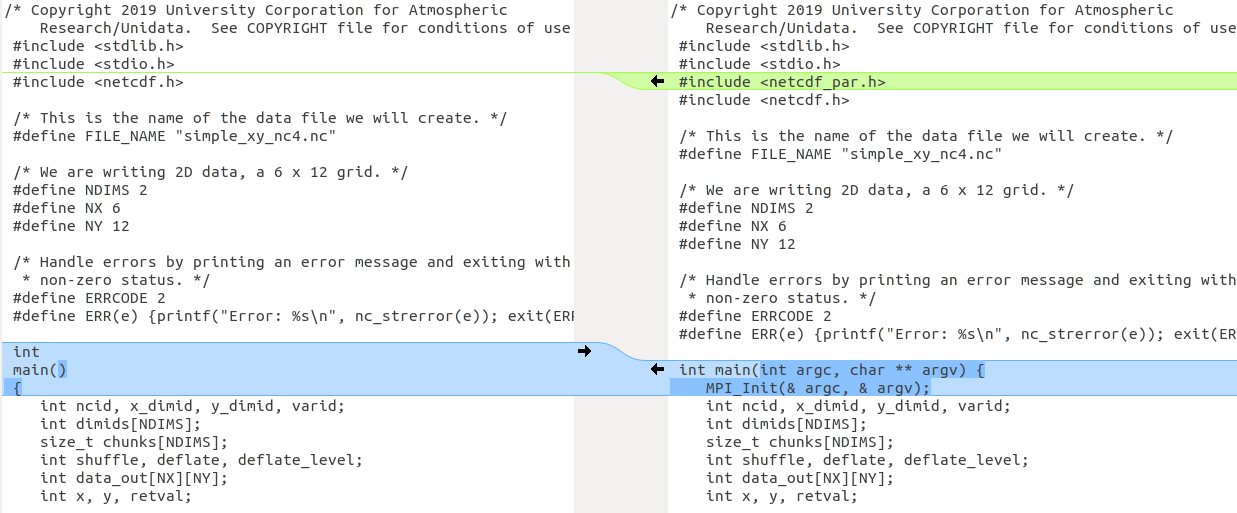 /* Copyright 2019 University Corporation for Atmospheric
Research/Unidata.  See COPYRIGHT file for conditions of use
#include <stdlib.h>
#include <stdio.h>
#include <netcdf.h>
/* This is the name of the data file we will create. */
#define FILE_NAME "simple_xy_nc4.nc"
/* We are writing 2D data, a 6 x 12 grid. */
#define NDIMS 2
#define NX 6
#define NY 12
/* Handle errors by printing an error message and exiting with
* non-zero status. */
#define ERRCODE 2
#define ERR(e) {printf("Error: %s\n", nc_strerror(e)); exit(ERR
int
main()
{
int ncid, x_dimid, y_dimid, varid;
int dimids[NDIMS];
size_t chunks[NDIMS];
int shuffle, deflate, deflate_level;
int data_out[NX][NY];
int x, y, retval;
/* Copyright 2019 University Corporation for Atmospheric
Research/Unidata.  See COPYRIGHT file for conditions of use
#include <stdlib.h>
#include <stdio.h>
#include <netcdf_par.h>
#include <netcdf.h>
/* This is the name of the data file we will create. */
#define FILE_NAME "simple_xy_nc4.nc"
/* We are writing 2D data, a 6 x 12 grid. */
#define NDIMS 2
#define NX 6
#define NY 12
/* Handle errors by printing an error message and exiting with
* non-zero status. */
#define ERRCODE 2
#define ERR(e) {printf("Error: %s\n", nc_strerror(e)); exit(ER
int main(int argc, char ** argv) {
MPI_Init(& argc, & argv);
int ncid, x_dimid, y_dimid, varid;
int dimids[NDIMS];
size_t chunks[NDIMS];
int shuffle, deflate, deflate_level;
int data_out[NX][NY];
int x, y, retval;